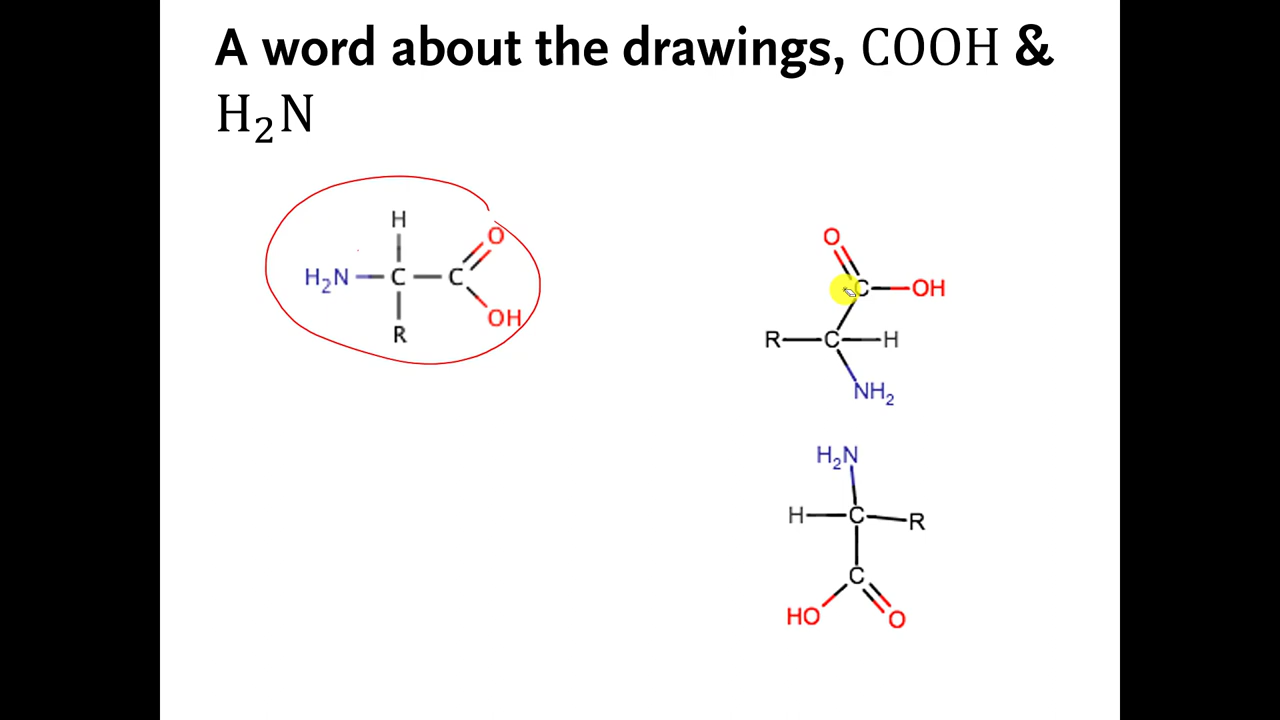 A word about the drawings, COOH &
H₂N
H
O
H₂N C C
OH
R
O
C OH
R C H
NH₂
H₂N
H C R
C
HO O